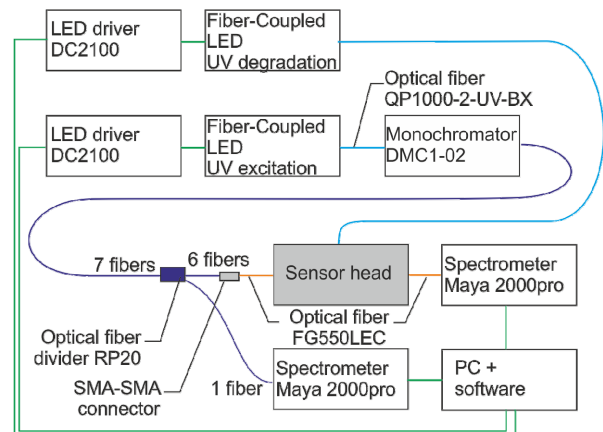 LED driver
DC2100
Fiber-Coupled
LED
UV degradation
Optical fiber
QP1000-2-UV-BX
LED driver
DC2100
Fiber-Coupled
LED
UV excitation
Monochromator
DMC1-02
7 fibers
6 fibers
Sensor head
Spectrometer
Maya 2000pro
Optical fiber
divider RP20
Optical fiber
FG550LEC
SMA-SMA
connector
1 fiber
Spectrometer
Maya 2000pro
PC +
software